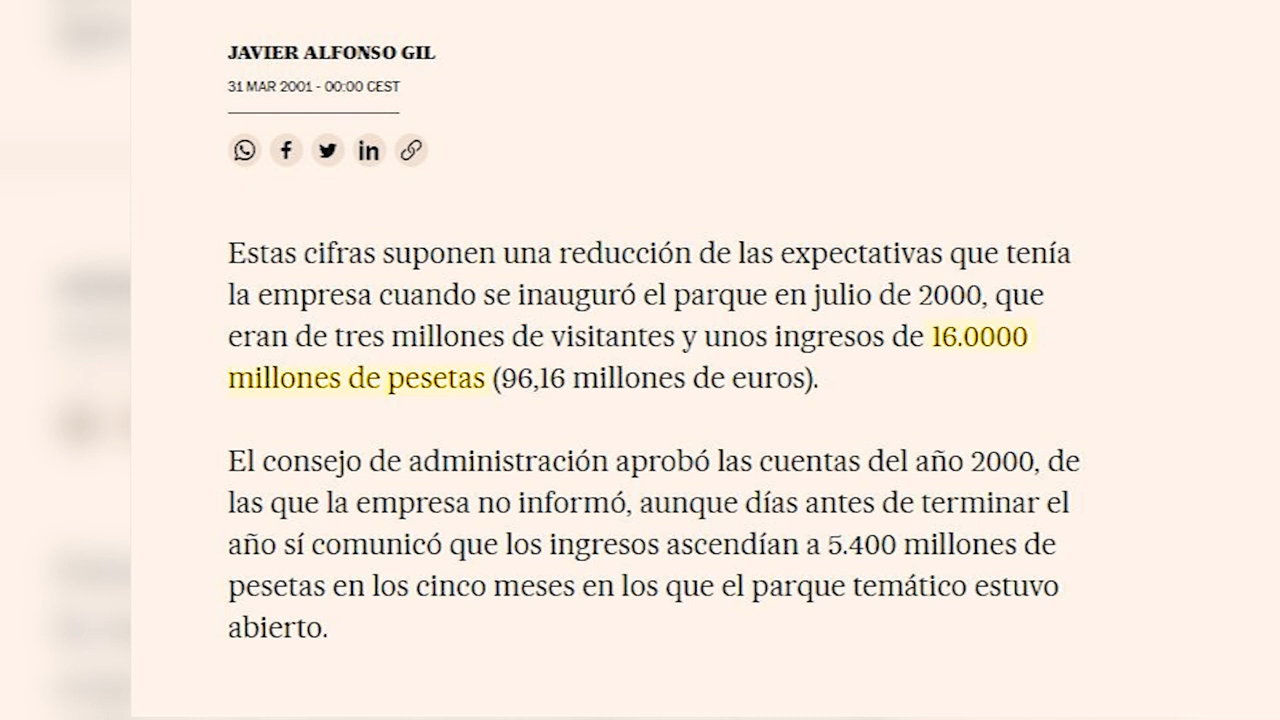 JAVIER ALFONSO GIL
31 MAR 2001 - 00:00 CEST
Estas cifras suponen una reducción de las expectativas que tenía
la empresa cuando se inauguró el parque en julio de 2000, que
eran de tres millones de visitantes y unos ingresos de 16.0000
millones de pesetas (96,16 millones de euros).
El consejo de administración aprobó las cuentas del año 2000, de
las que la empresa no informó, aunque días antes de terminar el
año sí comunicó que los ingresos ascendían a 5.400 millones de
pesetas en los cinco meses en los que el parque temático estuvo
abierto.